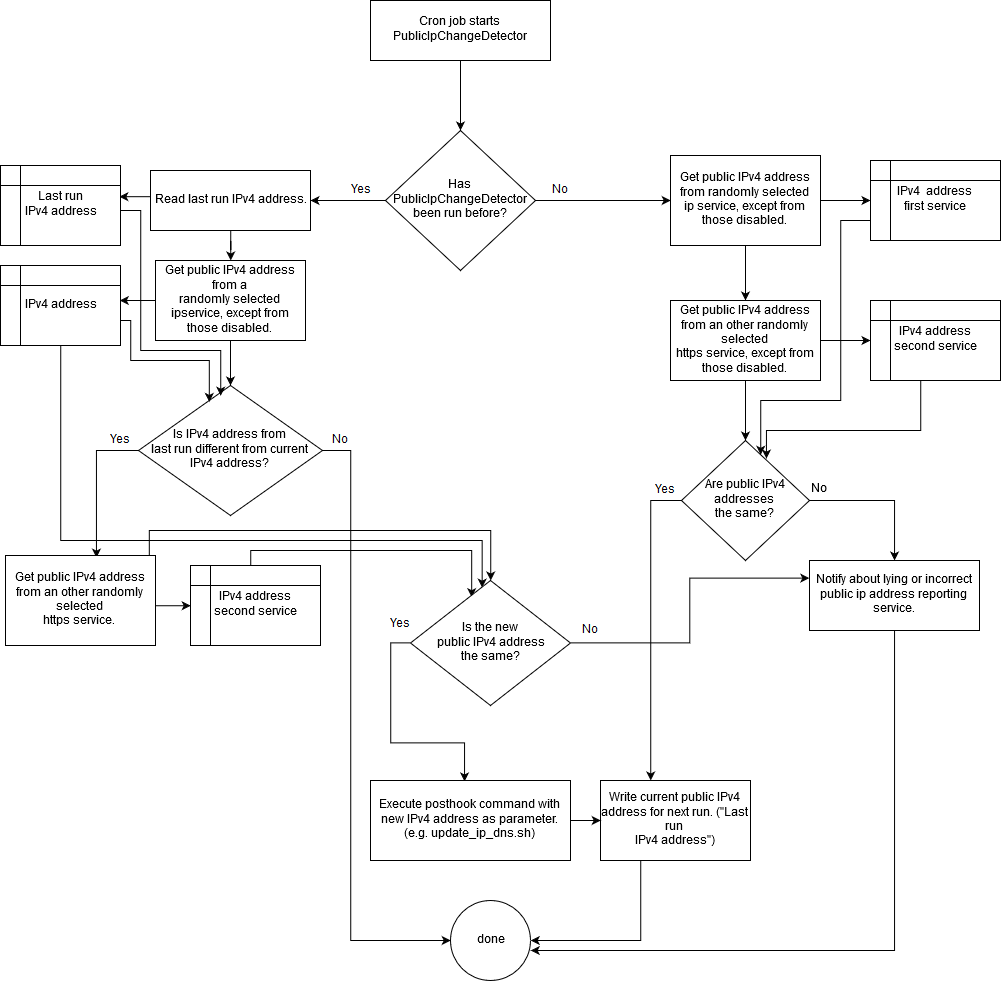 Cron job starts
PublicIpChangeDetector
Has
PublicIpChangeDetector
been run before?
Yes
No
Last run
IPv4 address
Read last run IPv4 address.
Get public IPv4 address
from randomly selected
ip service, except from
those disabled.
IPv4  address
first service
IPv4 address
Get public IPv4 address
from a
randomly selected
ipservice, except from
those disabled.
Get public IPv4 address
from an other randomly
selected
https service, except from
those disabled.
IPv4 address
second service
Is IPv4 address from
last run different from current
IPv4 address?
Yes
No
Are public IPv4
addresses
the same?
Yes
No
Get public IPv4 address
from an other randomly
selected
https service.
IPv4 address
second service
Is the new
public IPv4 address
the same?
Yes
No
Notify about lying or incorrect
public ip address reporting
service.
Execute posthook command with
new IPv4 address as parameter.
(e.g. update_ip_dns.sh)
Write current public IPv4
address for next run. ("Last
run
IPv4 address")
done